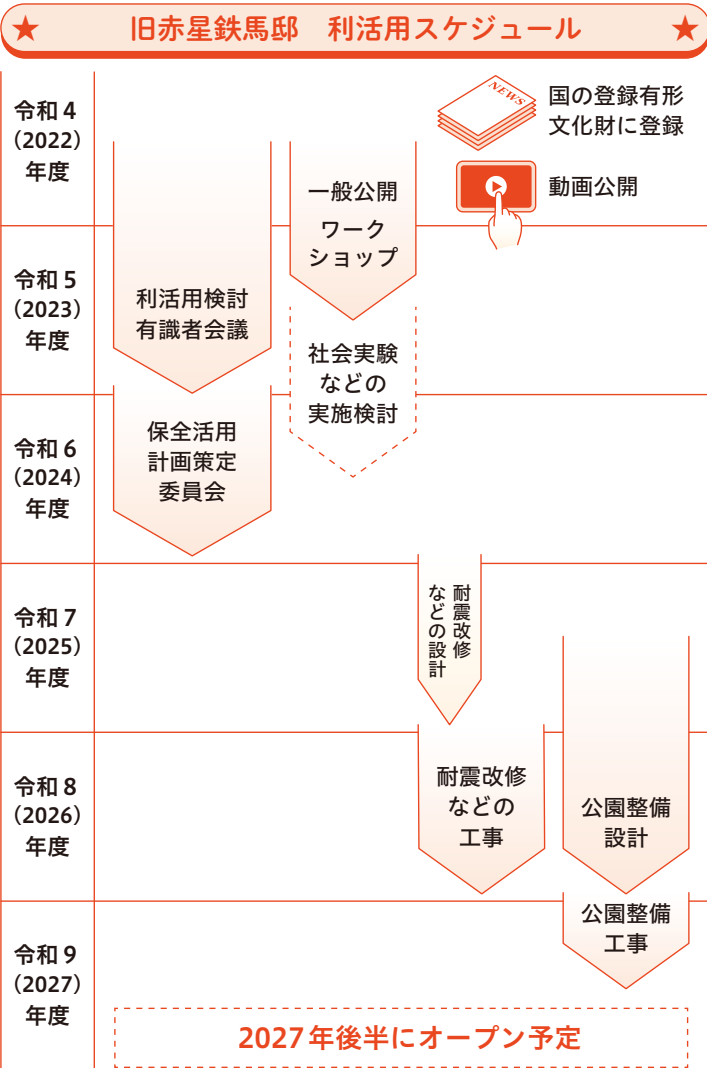 ★ 旧赤星鉄馬邸　利活用スケジュール ★
令和4
（2022）
年度
NEWS
国の登録有形
文化財に登録
動画公開
一般公開
ワーク
ショップ
令和5
（2023）
年度
利活用検討
有識者会議
社会実験
などの
実施検討
令和6
（2024）
年度
保全活用
計画策定
委員会
令和7
（2025）
年度
耐震改修
などの設計
令和8
（2026）
年度
耐震改修
などの
工事
公園整備
設計
令和9
（2027）
年度
公園整備
工事
2027年後半にオープン予定